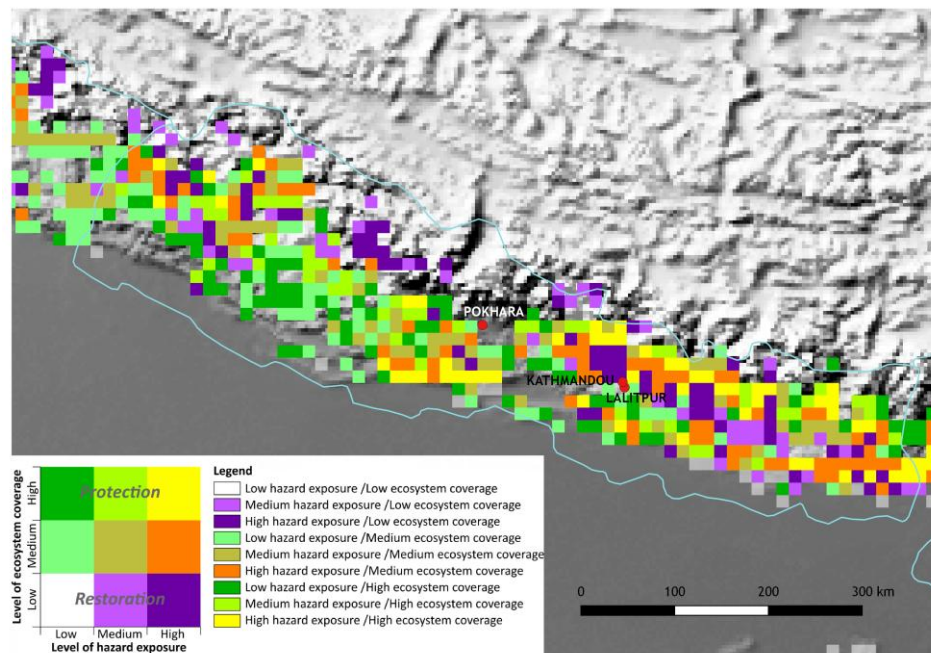 POKHARA
KATHMANDOU
LALITPUR
Level of ecosystem coverage
High
Medium
Low
Protection
Restoration
Low Medium High
Level of hazard exposure
Legend
Low hazard exposure /Low ecosystem coverage
Medium hazard exposure /Low ecosystem coverage
High hazard exposure /Low ecosystem coverage
Low hazard exposure /Medium ecosystem coverage
Medium hazard exposure /Medium ecosystem coverage
High hazard exposure /Medium ecosystem coverage
Low hazard exposure /High ecosystem coverage
Medium hazard exposure /High ecosystem coverage
High hazard exposure /High ecosystem coverage
0 100 200 300 km